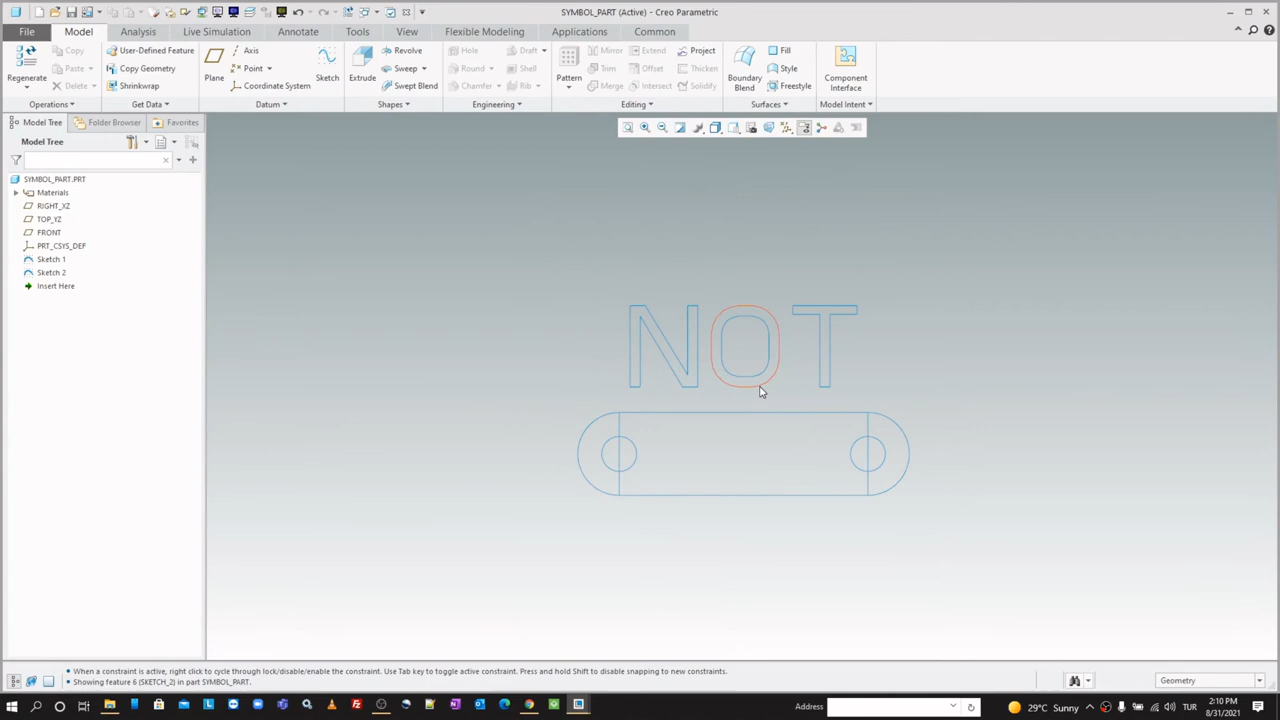 SYMBOL_PART (Active) - Creo Parametric
File Model Analysis Live Simulation Annotate Tools View Flexible Modeling Applications Common
Regenerate
Copy
Paste
Delete
Operations
User-Defined Feature
Copy Geometry
Shrinkwrap
Get Data
Plane
Axis
Point
Coordinate System
Sketch
Datum
Extrude
Revolve
Sweep
Swept Blend
Shapes
Hole
Round
Chamfer
Draft
Shell
Rib
Engineering
Pattern
Mirror
Trim
Merge
Extend
Offset
Intersect
Project
Thicken
Solidify
Editing
Boundary
Blend
Fill
Style
Freestyle
Surfaces
Component
Interface
Model Intent
Model Tree Folder Browser Favorites
Model Tree
SYMBOL_PART.PRT
Materials
RIGHT_XZ
TOP_YZ
FRONT
PRT_CSYS_DEF
Sketch 1
Sketch 2
Insert Here
NOT
When a constraint is active, right click to cycle through lock/disable/enable the constraint. Use Tab key to toggle active constraint. Press and hold Shift to disable snapping to new constraints.
Showing feature 6 (SKETCH_2) in part SYMBOL_PART.
Geometry
Address
29°C Sunny
TUR
2:10 PM
8/31/2021